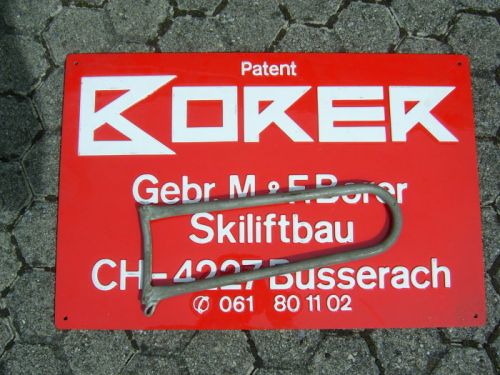 Patent
BORER
Gebr. M & F. Borer
Skiliftbau
CH-4227 Busserach
✆ 061 80 11 02